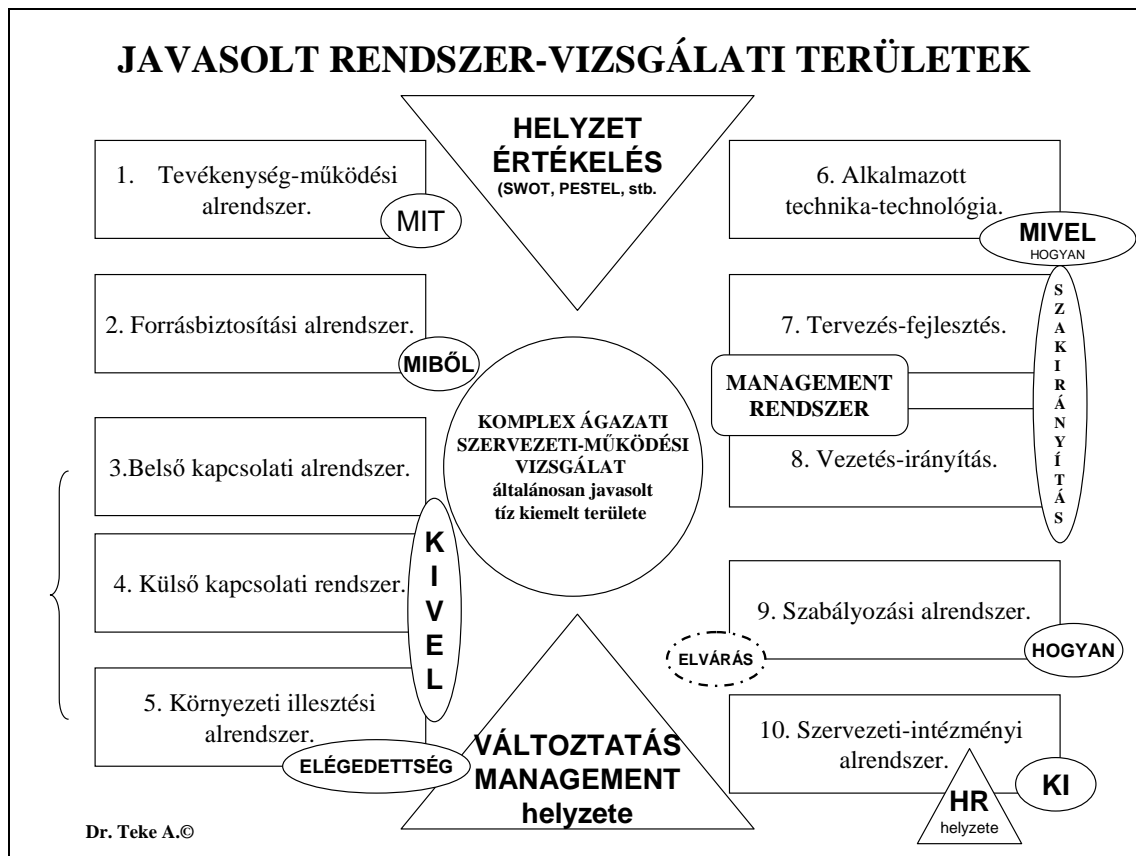 JAVASOLT RENDSZER-VIZSGÁLATI TERÜLETEK
HELYZET
ÉRTÉKELÉS
(SWOT, PESTEL, stb.
1. Tevékenység-működési
alrendszer.
MIT
2. Forrásbiztosítási alrendszer.
MIBŐL
3.Belső kapcsolati alrendszer.
4. Külső kapcsolati rendszer.
KIVEL
5. Környezeti illesztési
alrendszer.
ELÉGEDETTSÉG
KOMPLEX ÁGAZATI
SZERVEZETI-MŰKÖDÉSI
VIZSGÁLAT
általánosan javasolt
tíz kiemelt területe
VÁLTOZTATÁS
MANAGEMENT
helyzete
6. Alkalmazott
technika-technológia.
MIVEL
HOGYAN
7. Tervezés-fejlesztés.
MANAGEMENT
RENDSZER
8. Vezetés-irányítás.
SZAKIRÁNYÍTÁS
9. Szabályozási alrendszer.
ELVÁRÁS
HOGYAN
10. Szervezeti-intézményi
alrendszer.
KI
HR
helyzete
Dr. Teke A.©